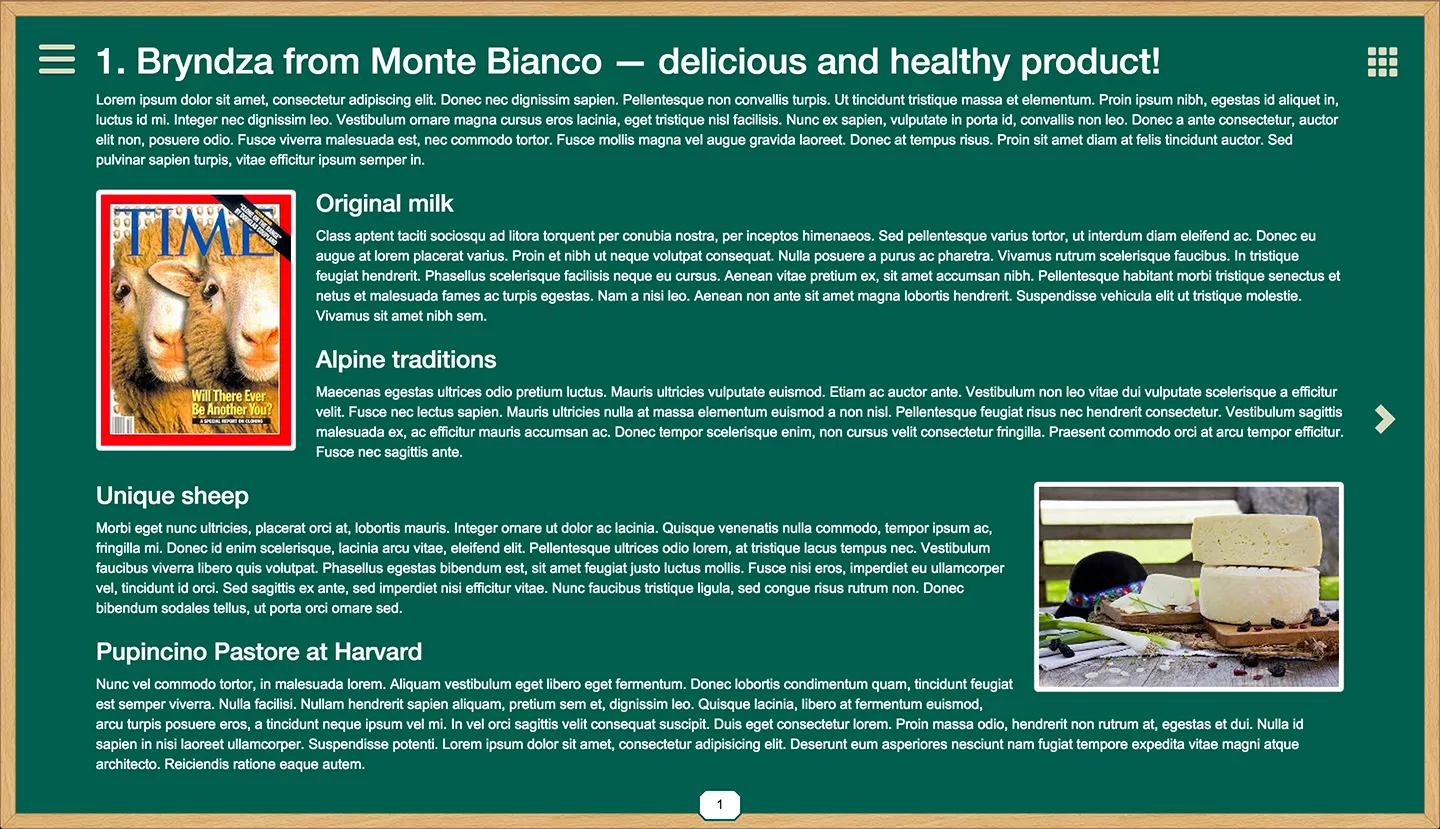 1. Bryndza from Monte Bianco — delicious and healthy product!
Lorem ipsum dolor sit amet, consectetur adipiscing elit. Donec nec dignissim sapien. Pellentesque non convallis turpis. Ut tincidunt tristique massa et elementum. Proin ipsum nibh, egestas id aliquet in,
luctus id mi. Integer nec dignissim leo. Vestibulum ornare magna cursus eros lacinia, eget tristique nisl facilisis. Nunc ex sapien, vulputate in porta id, convallis non leo. Donec a ante consectetur, auctor
elit non, posuere odio. Fusce viverra malesuada est, nec commodo tortor. Fusce mollis magna vel augue gravida laoreet. Donec at tempus risus. Proin sit amet diam at felis tincidunt auctor. Sed
pulvinar sapien turpis, vitae efficitur ipsum semper in.
TIME
"CLONE ON THE RANGE"
BY DOUGLAS COUPLAND
Will There Ever
Be Another You?
A SPECIAL REPORT ON CLONING
Original milk
Class aptent taciti sociosqu ad litora torquent per conubia nostra, per inceptos himenaeos. Sed pellentesque varius tortor, ut interdum diam eleifend ac. Donec eu
augue at lorem placerat varius. Proin et nibh ut neque volutpat consequat. Nulla posuere a purus ac pharetra. Vivamus rutrum scelerisque faucibus. In tristique
feugiat hendrerit. Phasellus scelerisque facilisis neque eu cursus. Aenean vitae pretium ex, sit amet accumsan nibh. Pellentesque habitant morbi tristique senectus et
netus et malesuada fames ac turpis egestas. Nam a nisi leo. Aenean non ante sit amet magna lobortis hendrerit. Suspendisse vehicula elit ut tristique molestie.
Vivamus sit amet nibh sem.
Alpine traditions
Maecenas egestas ultrices odio pretium luctus. Mauris ultricies vulputate euismod. Etiam ac auctor ante. Vestibulum non leo vitae dui vulputate scelerisque a efficitur
velit. Fusce nec lectus sapien. Mauris ultricies nulla at massa elementum euismod a non nisl. Pellentesque feugiat risus nec hendrerit consectetur. Vestibulum sagittis
malesuada ex, ac efficitur mauris accumsan ac. Donec tempor scelerisque enim, non cursus velit consectetur fringilla. Praesent commodo orci at arcu tempor efficitur.
Fusce nec sagittis ante.
Unique sheep
Morbi eget nunc ultricies, placerat orci at, lobortis mauris. Integer ornare ut dolor ac lacinia. Quisque venenatis nulla commodo, tempor ipsum ac,
fringilla mi. Donec id enim scelerisque, lacinia arcu vitae, eleifend elit. Pellentesque ultrices odio lorem, at tristique lacus tempus nec. Vestibulum
faucibus viverra libero quis volutpat. Phasellus egestas bibendum est, sit amet feugiat justo luctus mollis. Fusce nisi eros, imperdiet eu ullamcorper
vel, tincidunt id orci. Sed sagittis ex ante, sed imperdiet nisi efficitur vitae. Nunc faucibus tristique ligula, sed congue risus rutrum non. Donec
bibendum sodales tellus, ut porta orci ornare sed.
Pupincino Pastore at Harvard
Nunc vel commodo tortor, in malesuada lorem. Aliquam vestibulum eget libero eget fermentum. Donec lobortis condimentum quam, tincidunt feugiat
est semper viverra. Nulla facilisi. Nullam hendrerit sapien aliquam, pretium sem et, dignissim leo. Quisque lacinia, libero at fermentum euismod,
arcu turpis posuere eros, a tincidunt neque ipsum vel mi. In vel orci sagittis velit consequat suscipit. Duis eget consectetur lorem. Proin massa odio, hendrerit non rutrum at, egestas et dui. Nulla id
sapien in nisi laoreet ullamcorper. Suspendisse potenti. Lorem ipsum dolor sit amet, consectetur adipisicing elit. Deserunt eum asperiores nesciunt nam fugiat tempore expedita vitae magni atque
architecto. Reiciendis ratione eaque autem.
1